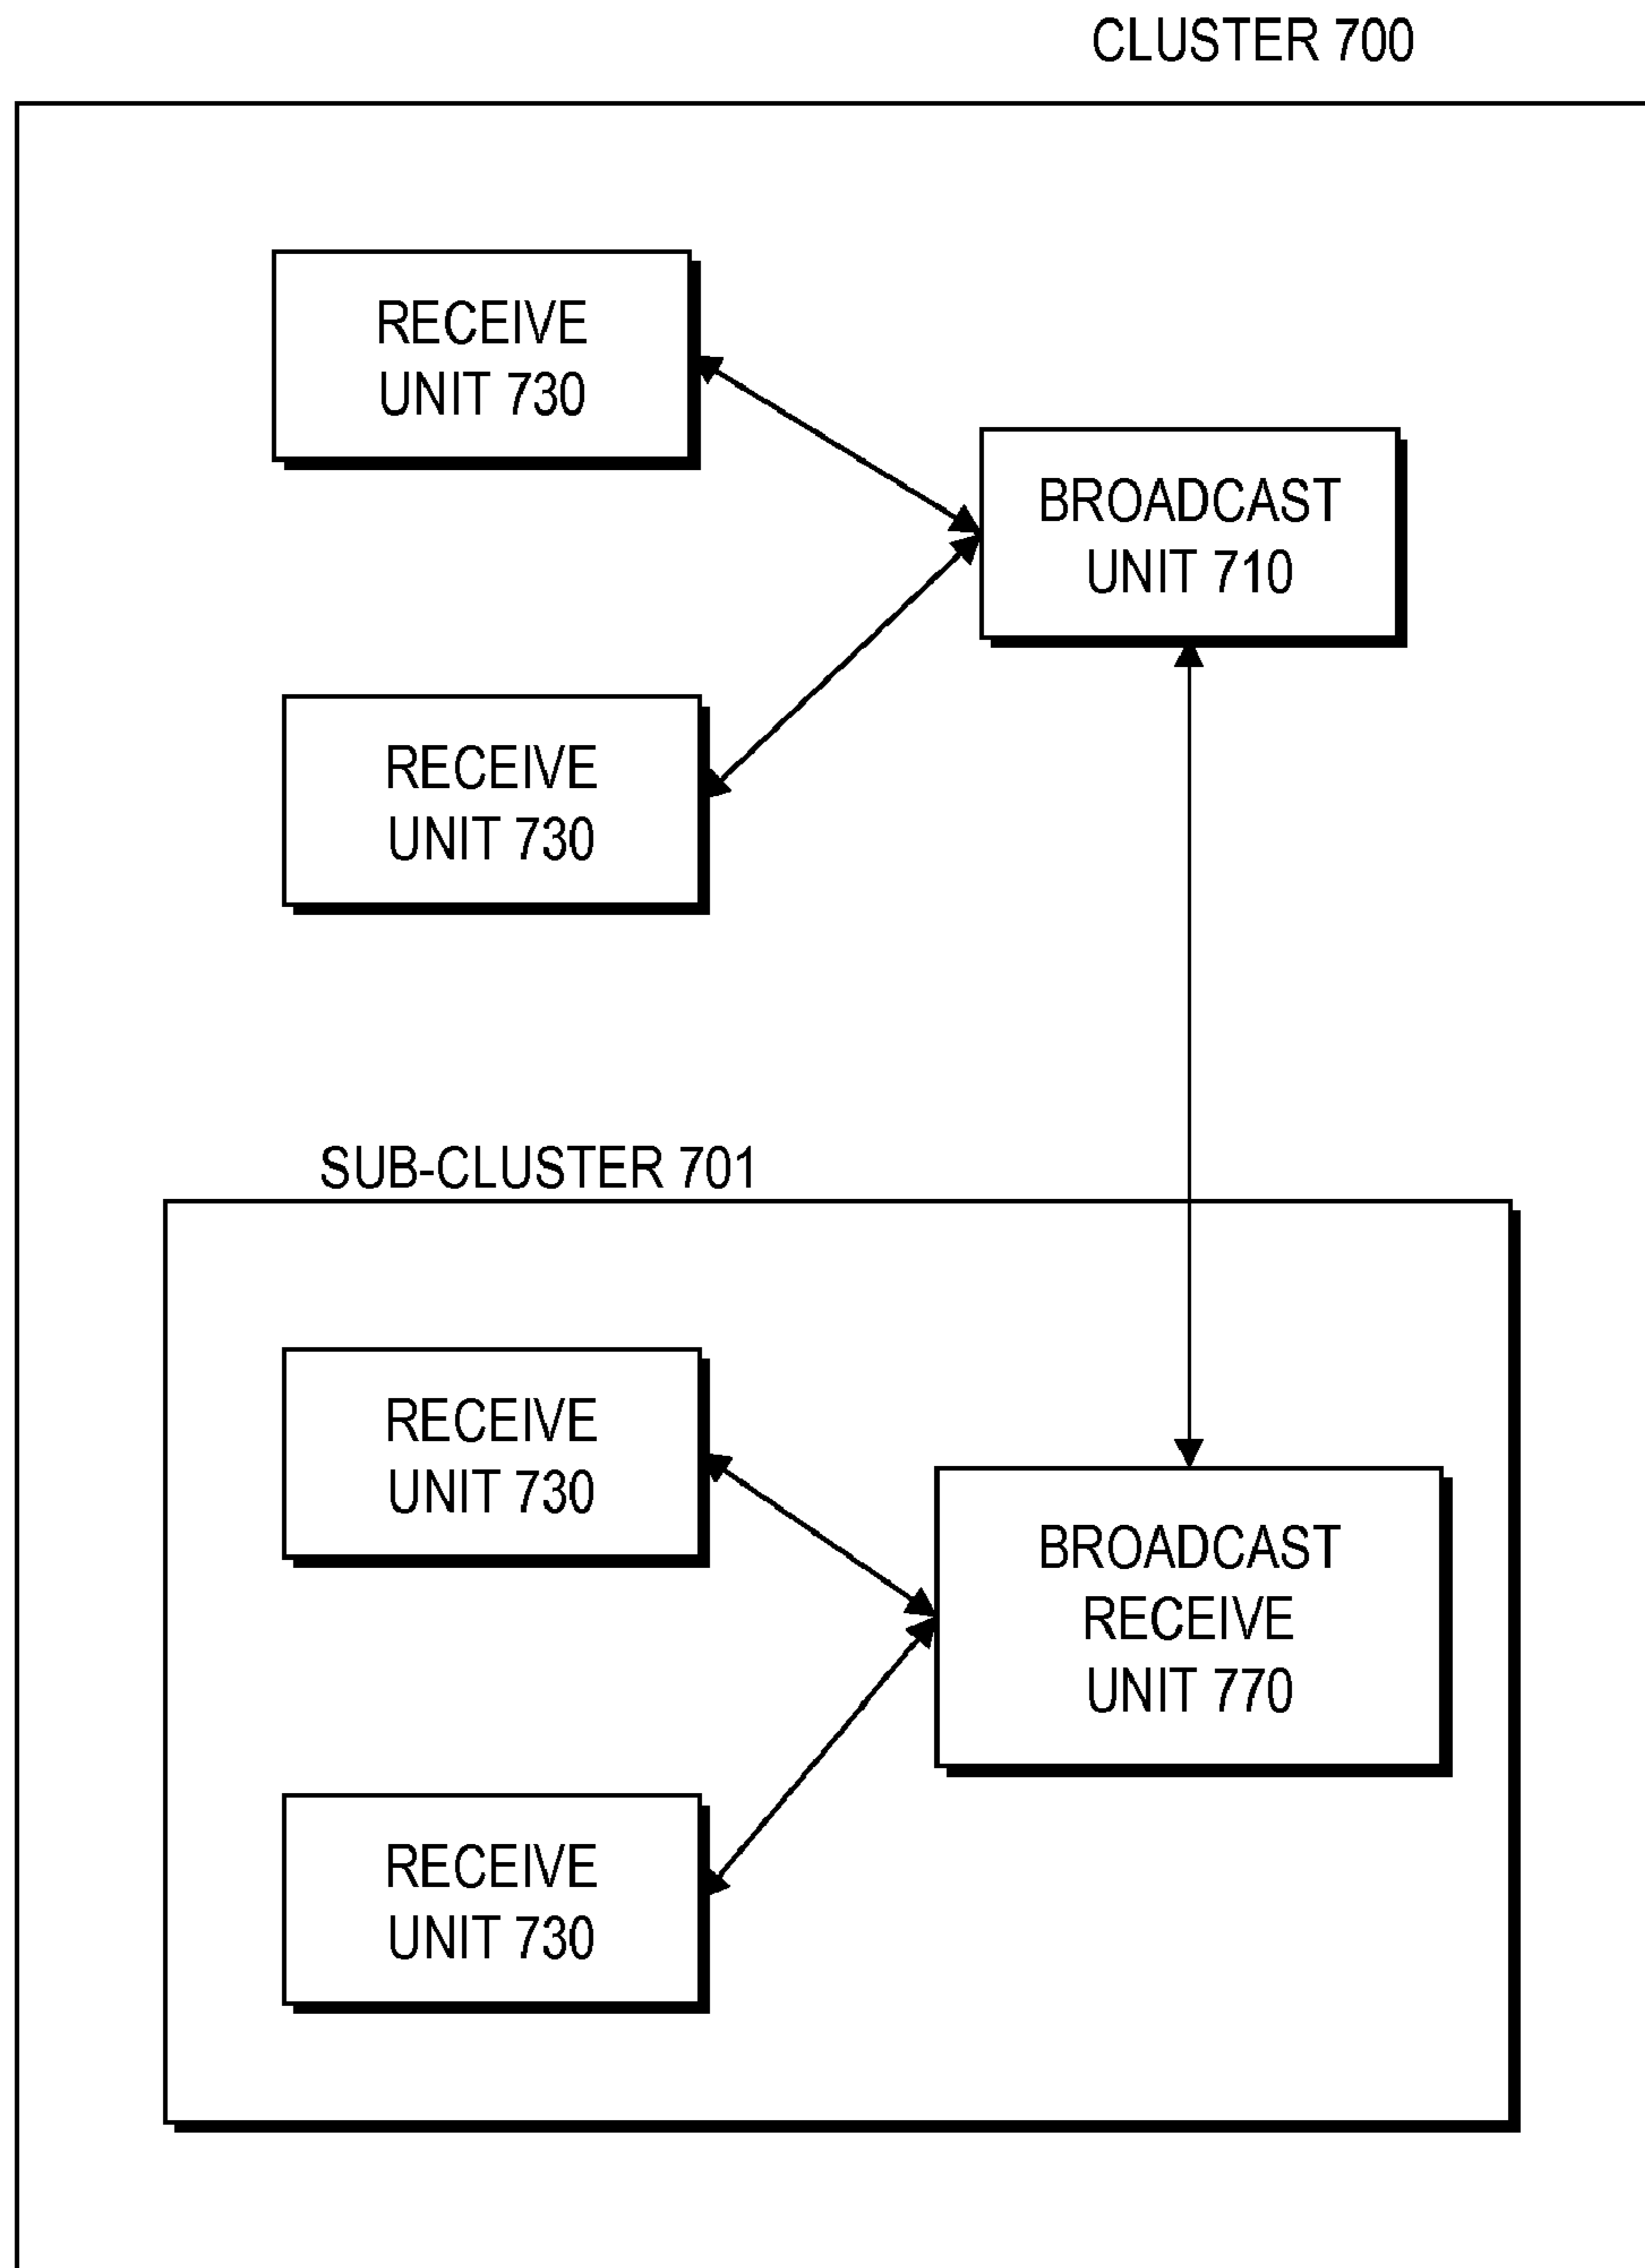 CLUSTER 700
RECEIVE
UNIT 730
BROADCAST
UNIT 710
RECEIVE
UNIT 730
SUB-CLUSTER 701
RECEIVE
UNIT 730
BROADCAST
RECEIVE
UNIT 770
RECEIVE
UNIT 730